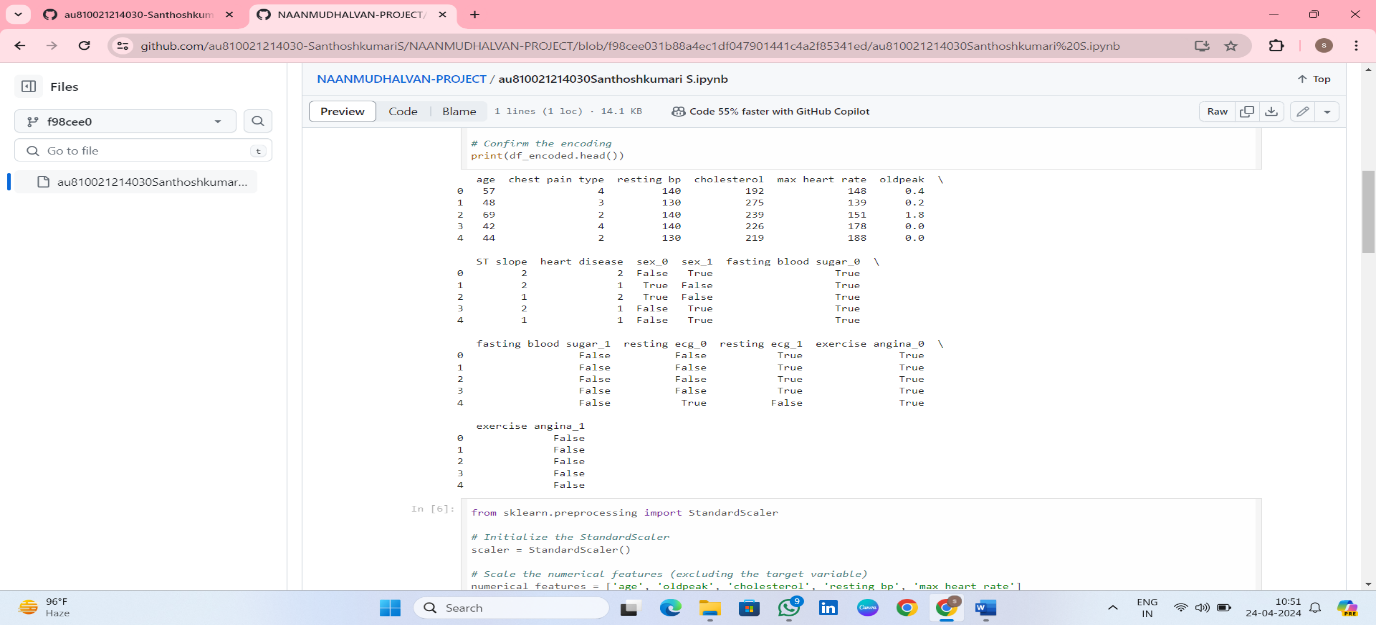 au810021214030-Santhoshkum
NAANMUDHALVAN-PROJECT/
github.com/au810021214030-SanthoshkumariS/NAANMUDHALVAN-PROJECT/blob/f98cee031b88a4ec1df047901441c4a2f85341ed/au810021214030Santhoshkumari%20S.ipynb
s
Files
NAANMUDHALVAN-PROJECT / au810021214030Santhoshkumari S.ipynb
Top
f98cee0
Preview Code Blame 1 lines (1 loc) · 14.1 KB Code 55% faster with GitHub Copilot Raw
Go to file t
au810021214030Santhoshkumar...
# Confirm the encoding
print(df_encoded.head())
age chest pain type resting bp cholesterol max heart rate oldpeak \
0 57 4 140 192 148 0.4
1 48 3 130 275 139 0.2
2 69 2 140 239 151 1.8
3 42 4 140 226 178 0.0
4 44 2 130 219 188 0.0
ST slope heart disease sex_0 sex_1 fasting blood sugar_0 \
0 2 2 False True True
1 2 1 True False True
2 1 2 True False True
3 2 1 False True True
4 1 1 False True True
fasting blood sugar_1 resting ecg_0 resting ecg_1 exercise angina_0 \
0 False False True True
1 False False True True
2 False False True True
3 False False True True
4 False True False True
exercise angina_1
0 False
1 False
2 False
3 False
4 False
In [6]:
from sklearn.preprocessing import StandardScaler
# Initialize the StandardScaler
scaler = StandardScaler()
# Scale the numerical features (excluding the target variable)
numerical_features = ['age', 'oldpeak', 'cholesterol', 'resting bp', 'max heart rate']
96°F
Haze
Search
9
s
ENG
IN
10:51
24-04-2024
PRE